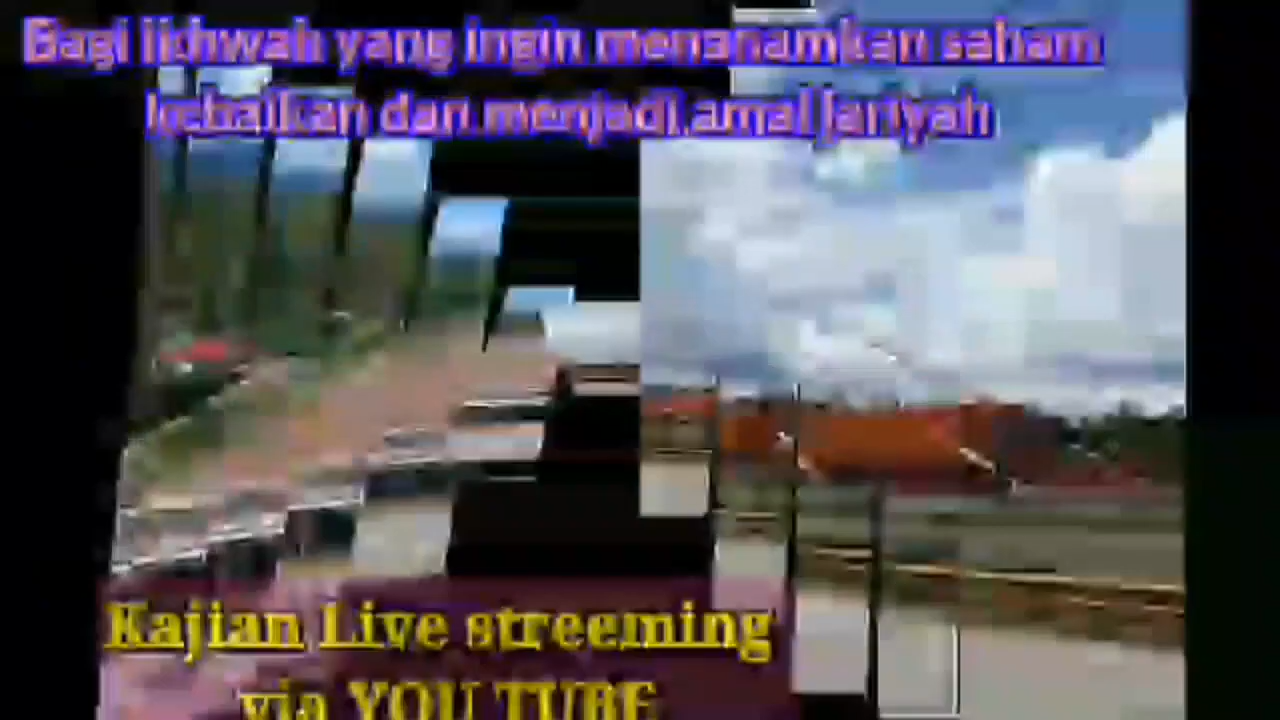 Bagi ikhwah yang ingin menanamkan saham
kebaikan dan menjadi amal jariyah
Kajian Live streeming
via YOU TUBE